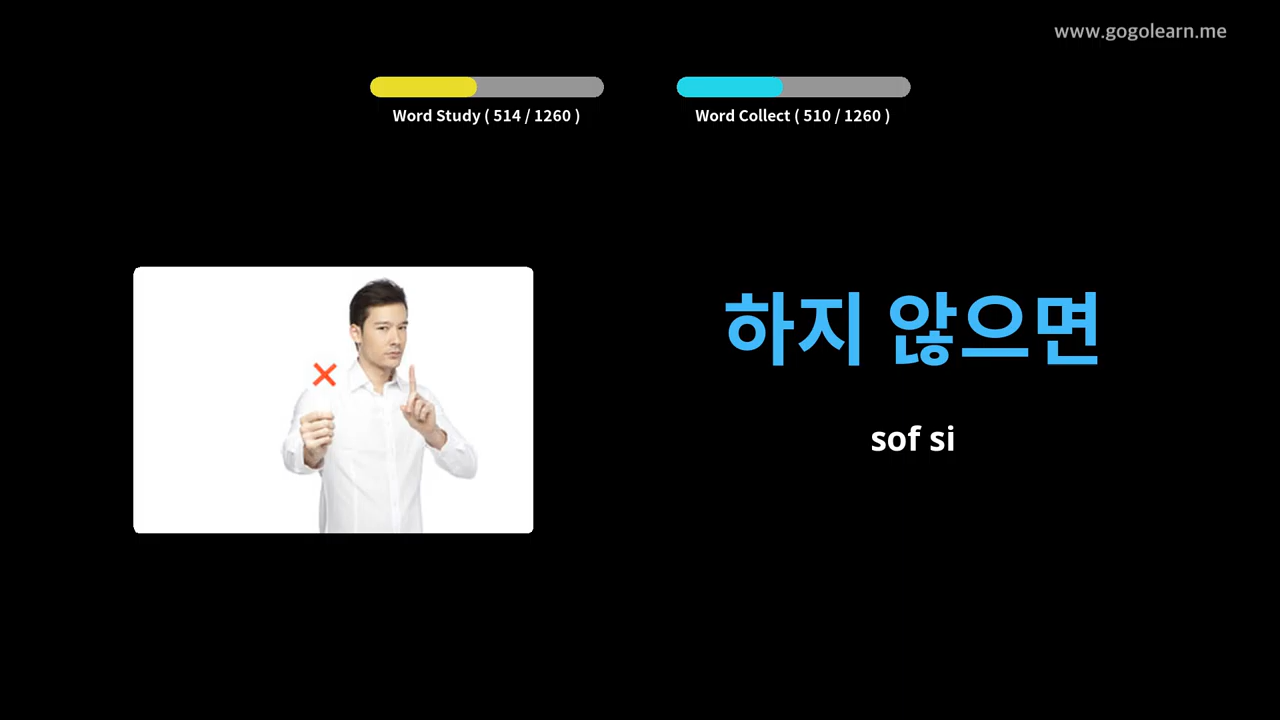 www.gogolearn.me
Word Study ( 514 / 1260 )
Word Collect ( 510 / 1260 )
하지 않으면
sof si